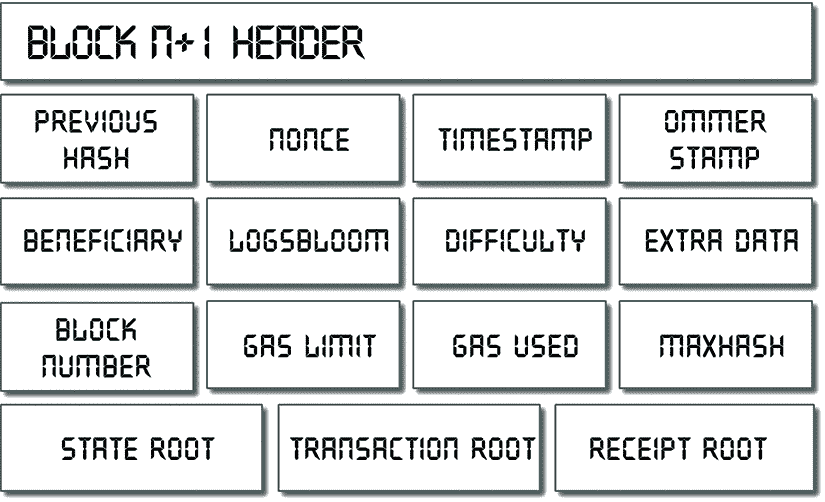 BLOCK N+1 HEADER
PREVIOUS
HASH
NONCE
TIMESTAMP
OMMER
STAMP
BENEFICIARY
LOGSBLOOM
DIFFICULTY
EXTRA DATA
BLOCK
NUMBER
GAS LIMIT
GAS USED
MAXHASH
STATE ROOT
TRANSACTION ROOT
RECEIPT ROOT